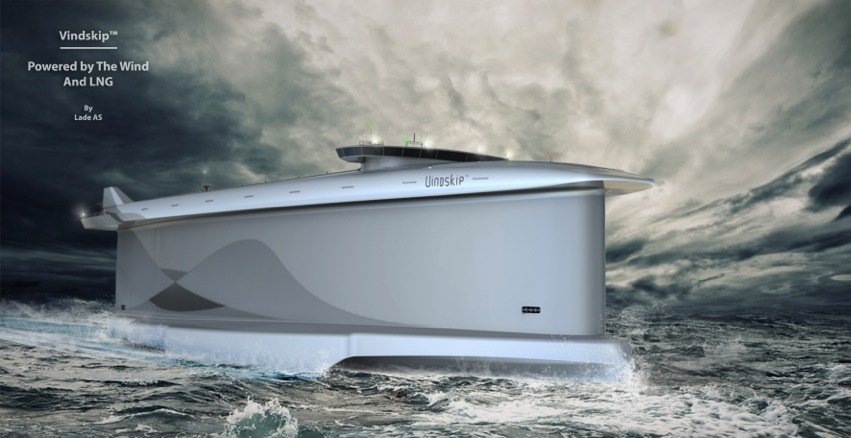 Vindskip™
Powered by The Wind
And LNG
By
Lade AS
Vindskip™